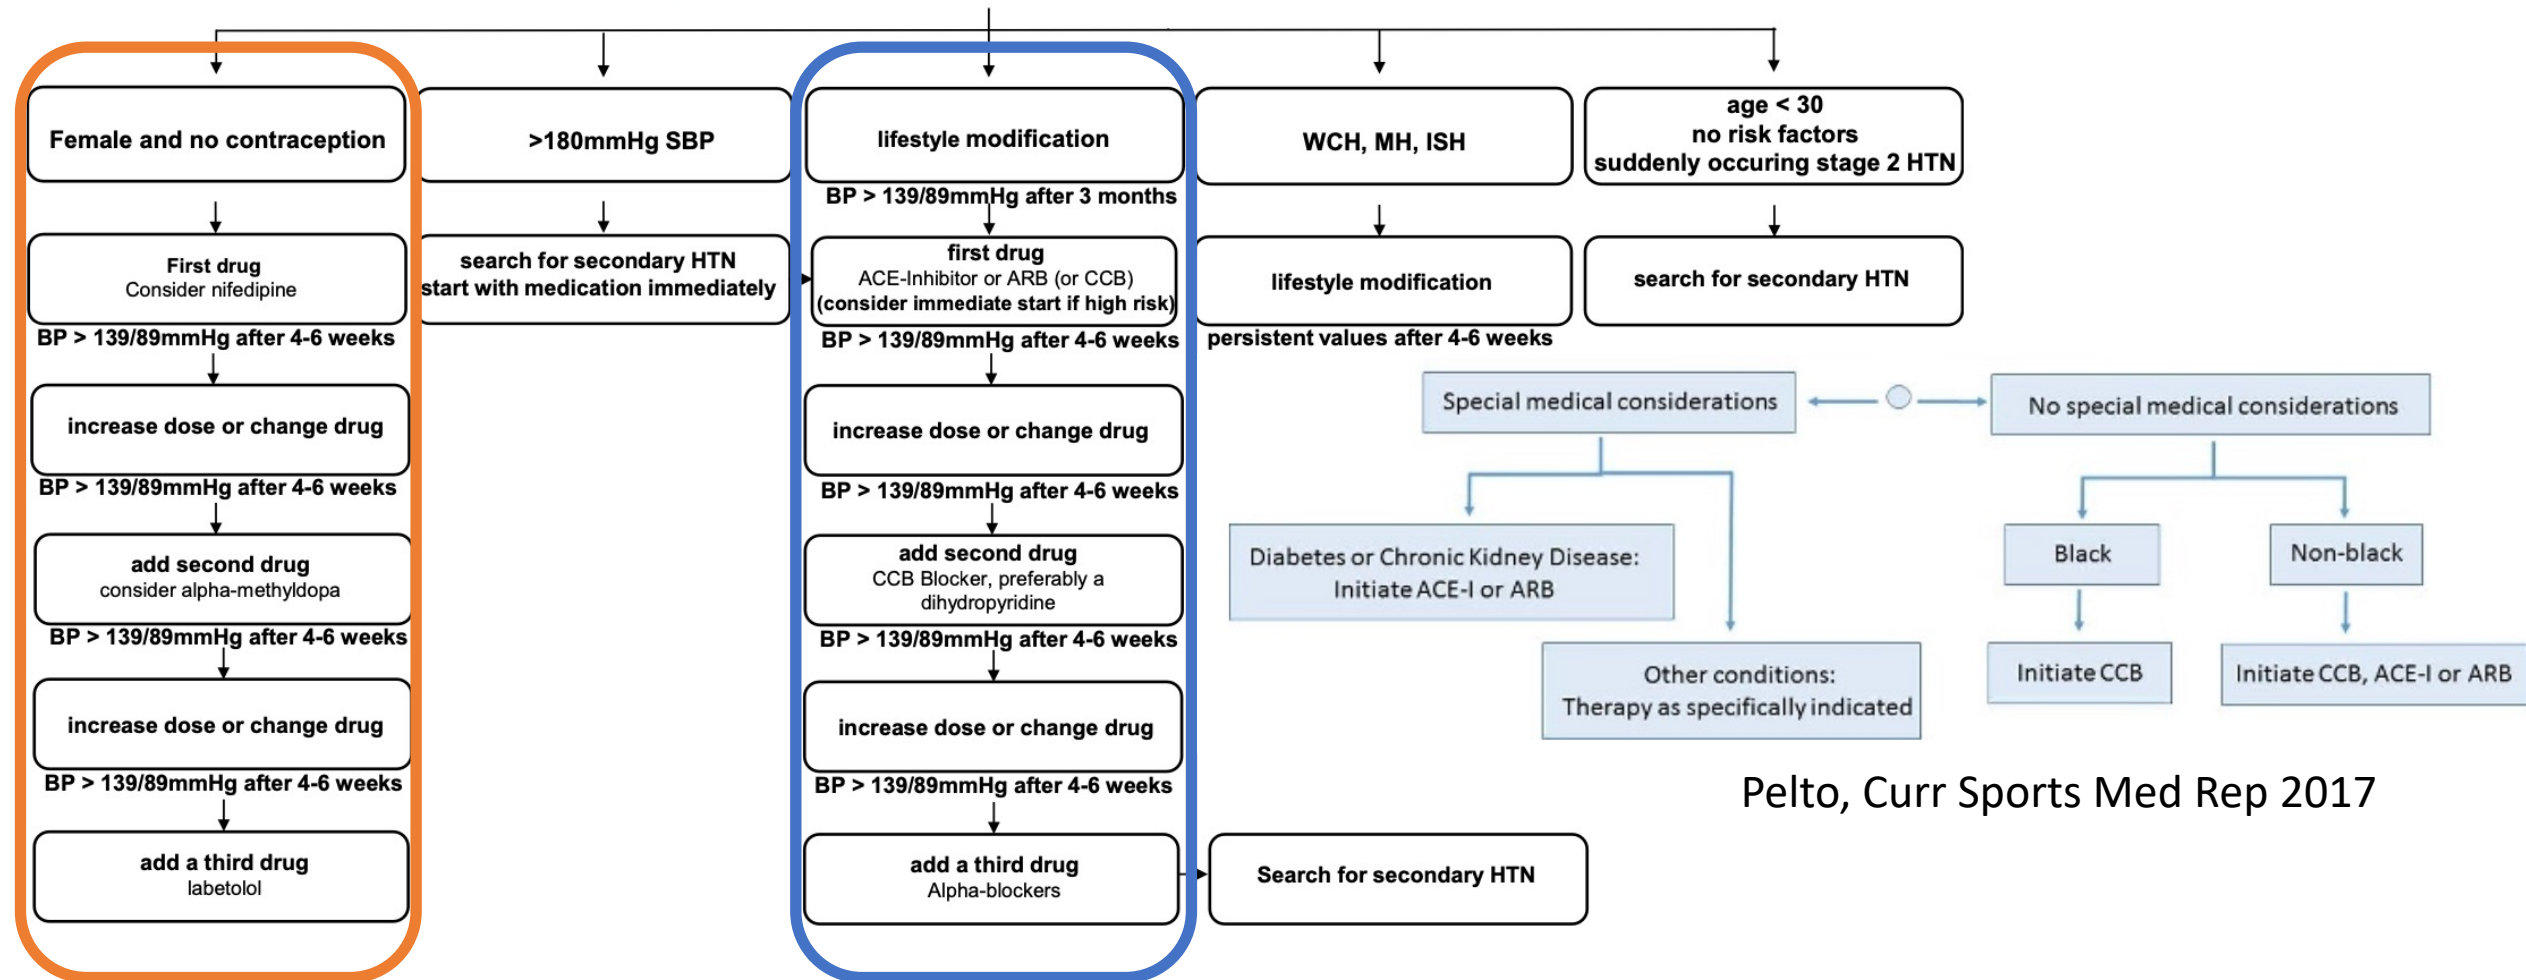 Female and no contraception
First drug
Consider nifedipine
BP > 139/89mmHg after 4-6 weeks
increase dose or change drug
BP > 139/89mmHg after 4-6 weeks
add second drug
consider alpha-methyldopa
BP > 139/89mmHg after 4-6 weeks
increase dose or change drug
BP > 139/89mmHg after 4-6 weeks
add a third drug
labetolol
>180mmHg SBP
search for secondary HTN
start with medication immediately
lifestyle modification
BP > 139/89mmHg after 3 months
first drug
ACE-Inhibitor or ARB (or CCB)
(consider immediate start if high risk)
BP > 139/89mmHg after 4-6 weeks
increase dose or change drug
BP > 139/89mmHg after 4-6 weeks
add second drug
CCB Blocker, preferably a
dihydropyridine
BP > 139/89mmHg after 4-6 weeks
increase dose or change drug
BP > 139/89mmHg after 4-6 weeks
add a third drug
Alpha-blockers
Search for secondary HTN
WCH, MH, ISH
lifestyle modification
persistent values after 4-6 weeks
age < 30
no risk factors
suddenly occuring stage 2 HTN
search for secondary HTN
Special medical considerations
No special medical considerations
Diabetes or Chronic Kidney Disease:
Initiate ACE-I or ARB
Other conditions:
Therapy as specifically indicated
Black
Non-black
Initiate CCB
Initiate CCB, ACE-I or ARB
Pelto, Curr Sports Med Rep 2017